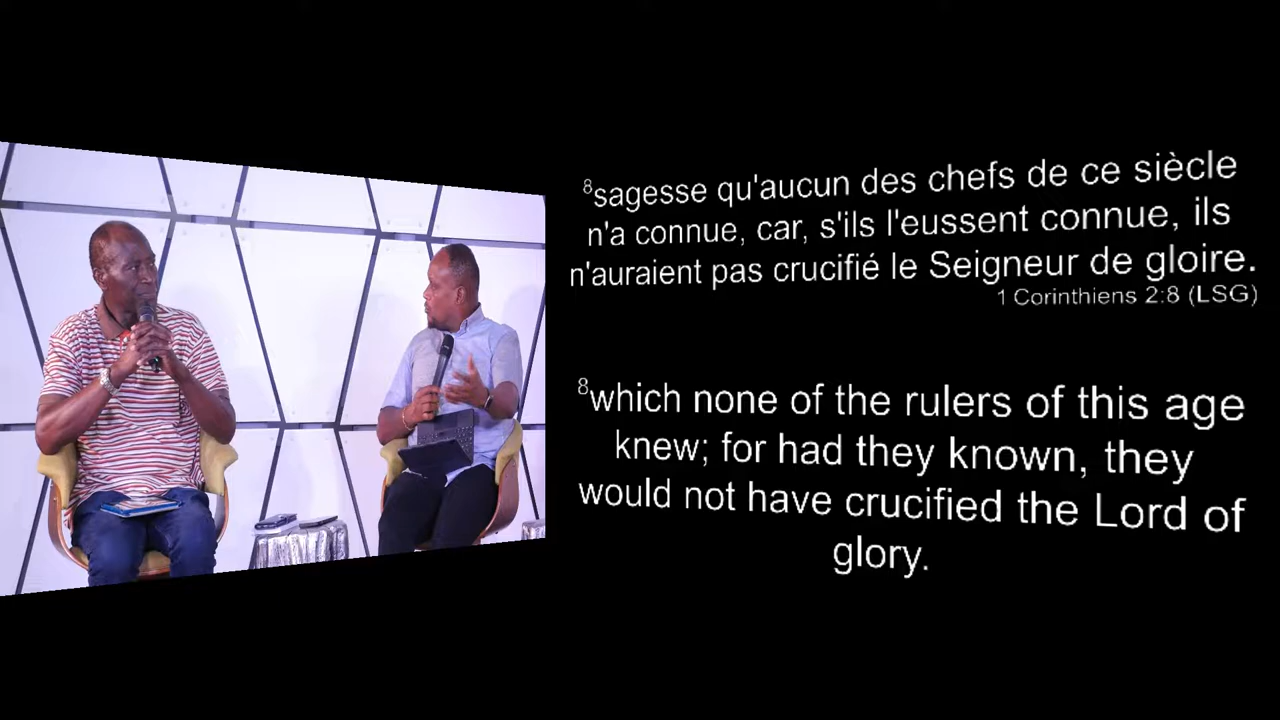 ⁸sagesse qu'aucun des chefs de ce siècle
n'a connue, car, s'ils l'eussent connue, ils
n'auraient pas crucifié le Seigneur de gloire.
1 Corinthiens 2:8 (LSG)
⁸which none of the rulers of this age
knew; for had they known, they
would not have crucified the Lord of
glory.